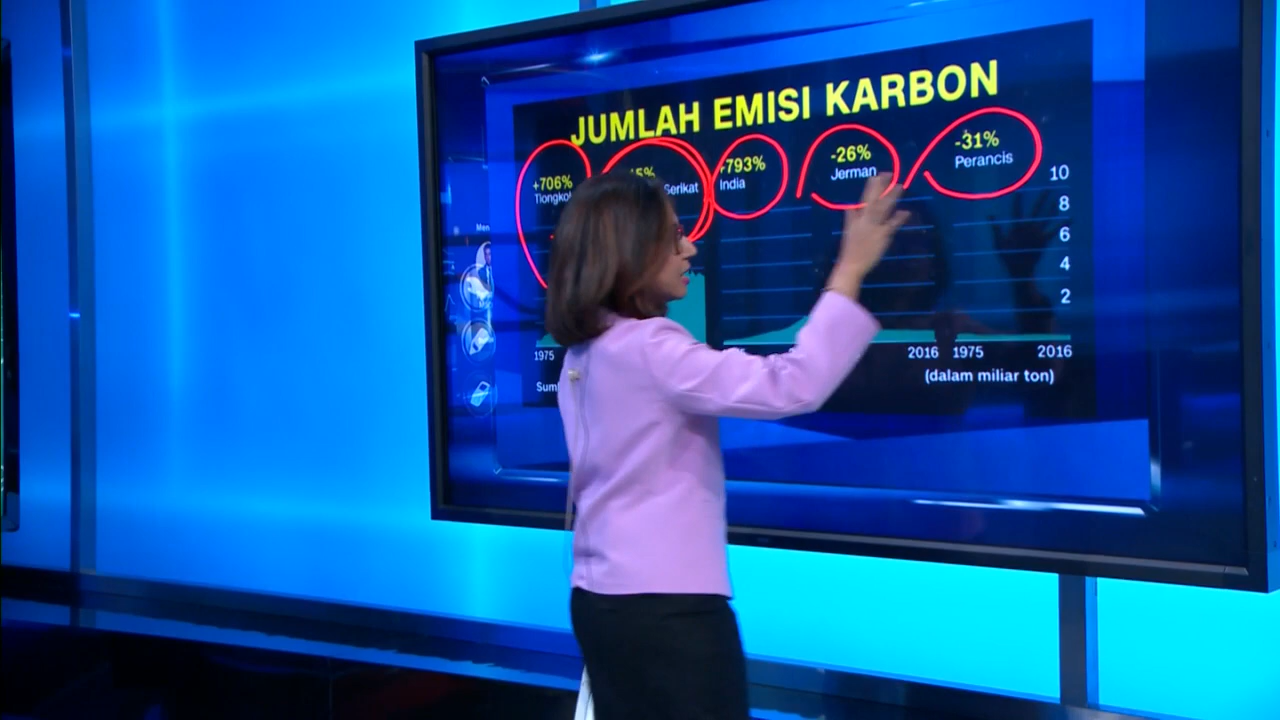 JUMLAH EMISI KARBON
+706%
5%
+793%
-26%
-31%
Serikat
India
Jerman
Perancis
10
8
6
4
2
1975
2016
1975
2016
(dalam miliar ton)